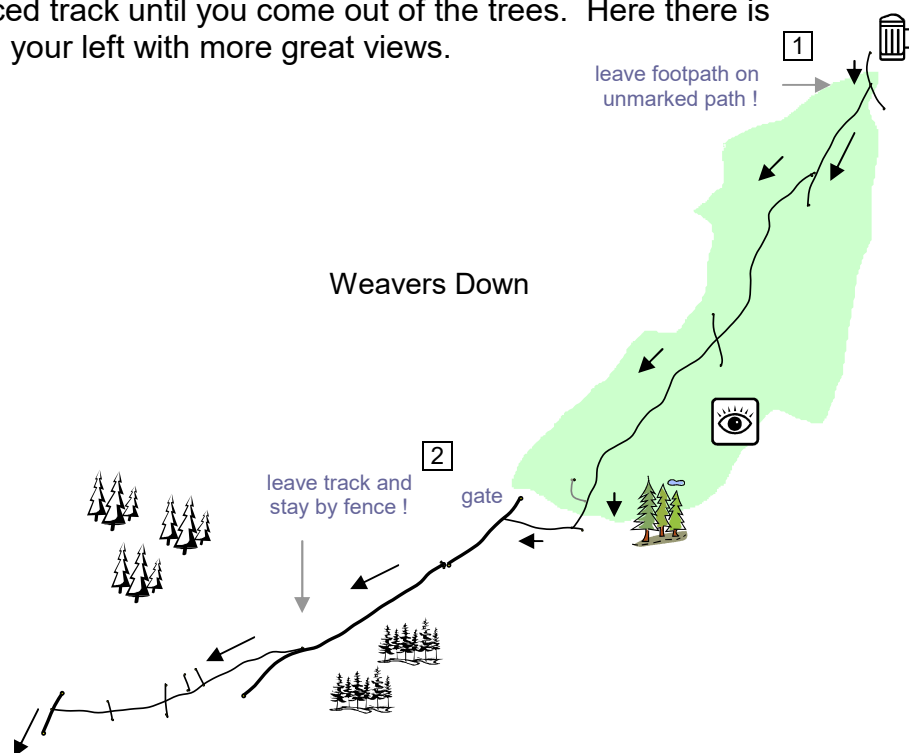 ced track until you come out of the trees.  Here there is
your left with more great views.
1
leave footpath on
unmarked path !
Weavers Down
2
leave track and
stay by fence !
gate